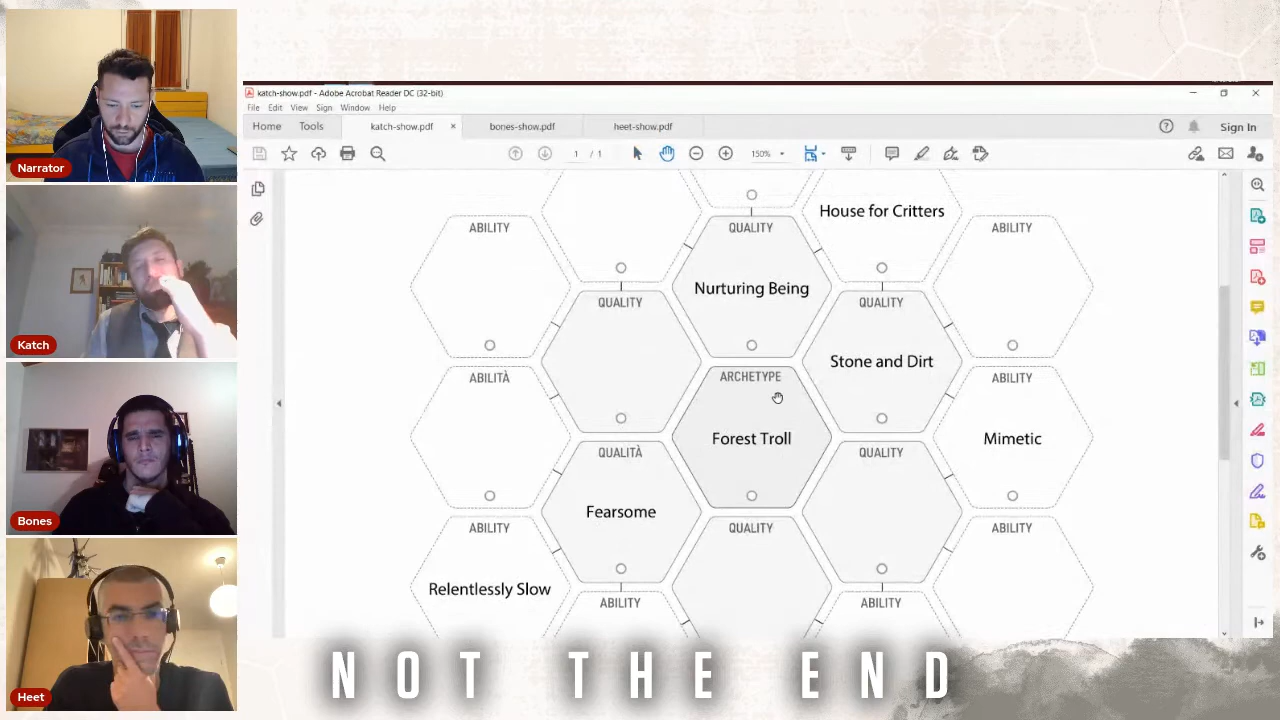 Narrator
Katch
Bones
Heet
katch-show.pdf - Adobe Acrobat Reader DC (32-bit)
File Edit View Sign Window Help
Home Tools katch-show.pdf × bones-show.pdf heet-show.pdf Sign In
1 / 1 150%
House for Critters
ABILITY QUALITY ABILITY
Nurturing Being
QUALITY QUALITY
Stone and Dirt
ABILITÀ ARCHETYPE ABILITY
Forest Troll Mimetic
QUALITÀ QUALITY
Fearsome
ABILITY QUALITY ABILITY
Relentlessly Slow
ABILITY ABILITY
NOT THE END